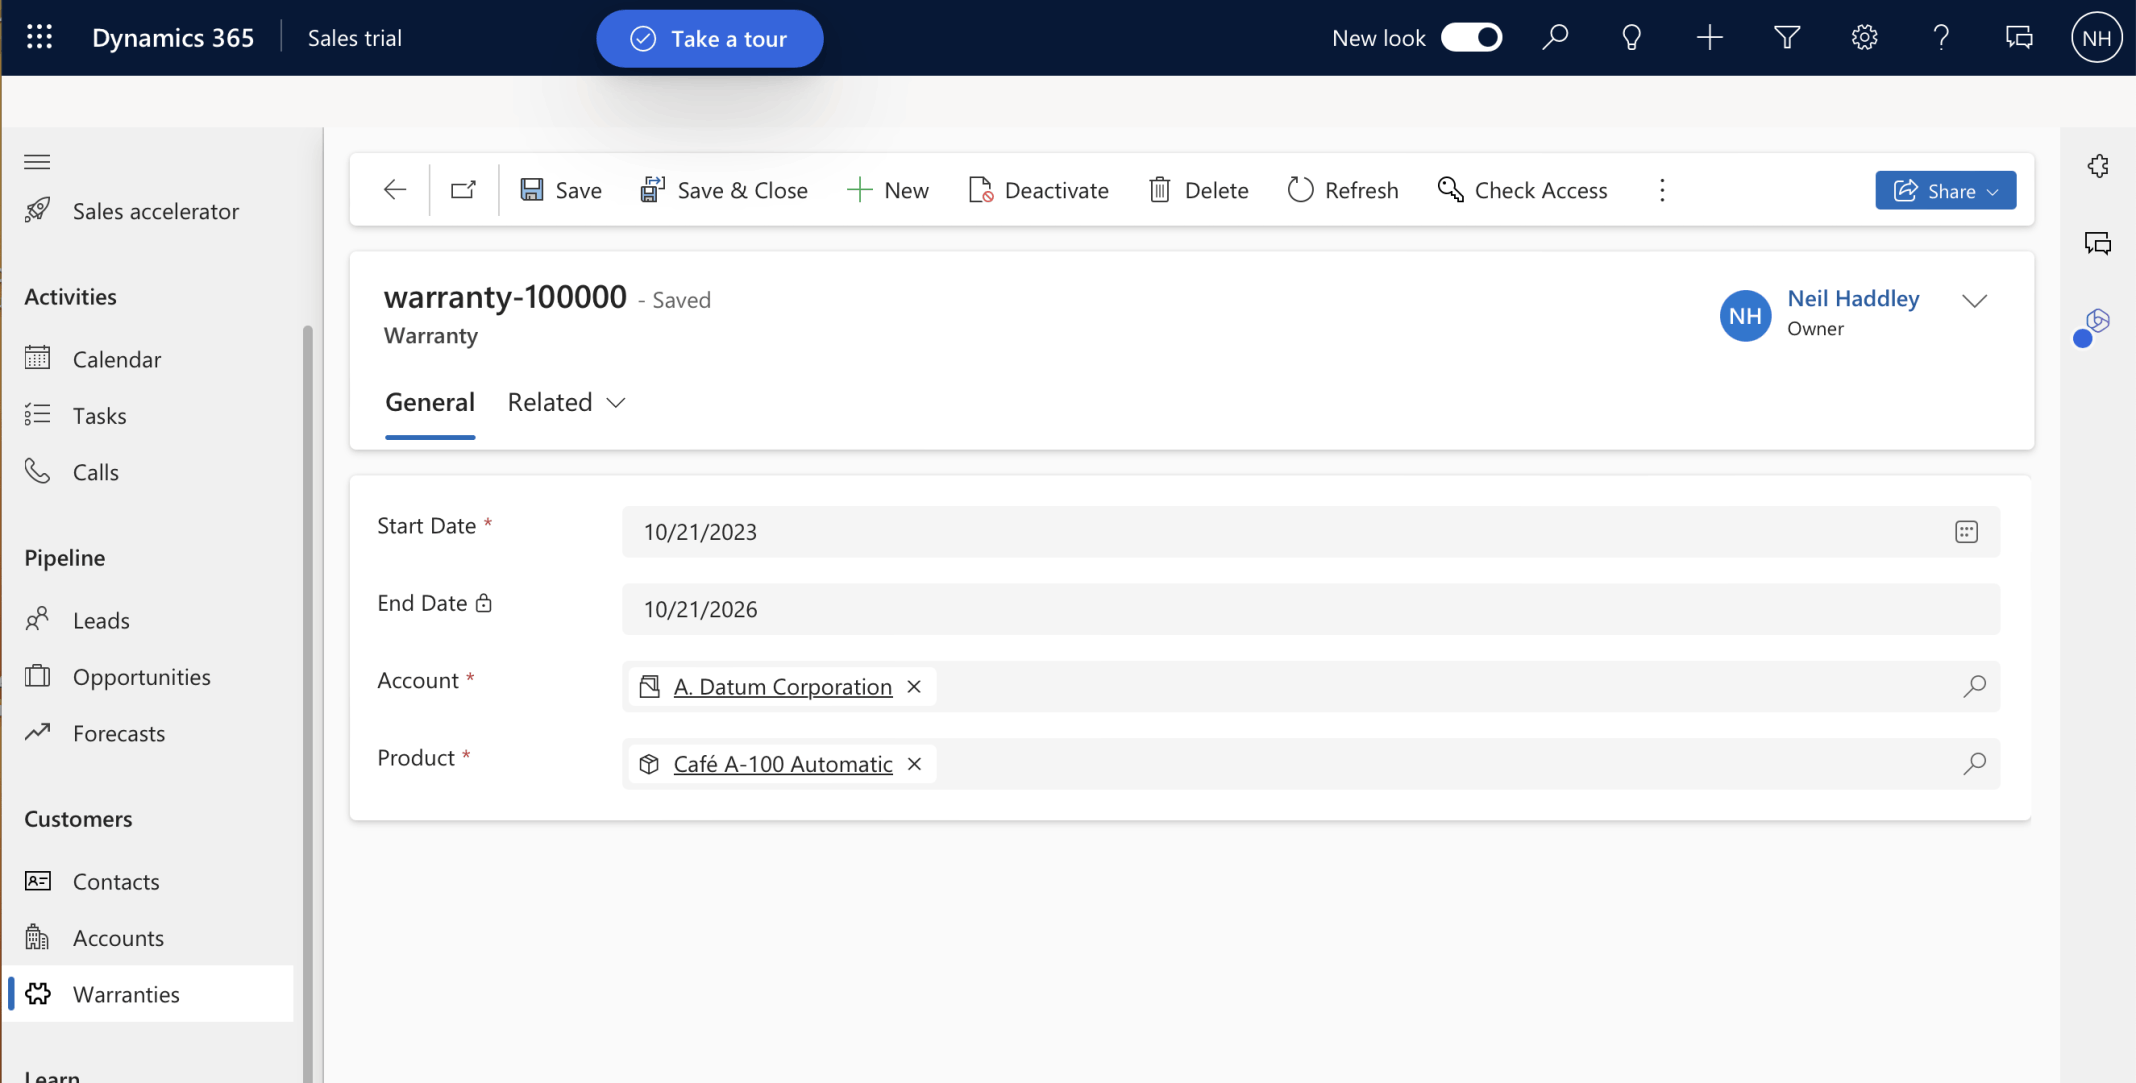 Dynamics 365
Sales trial
Take a tour
New look
NH
Sales accelerator
Activities
Calendar
Tasks
Calls
Pipeline
Leads
Opportunities
Forecasts
Customers
Contacts
Accounts
Warranties
Learn
Save
Save & Close
New
Deactivate
Delete
Refresh
Check Access
Share
warranty-100000 - Saved
Warranty
NH
Neil Haddley
Owner
General
Related
Start Date *
10/21/2023
End Date
10/21/2026
Account *
A. Datum Corporation
Product *
Café A-100 Automatic